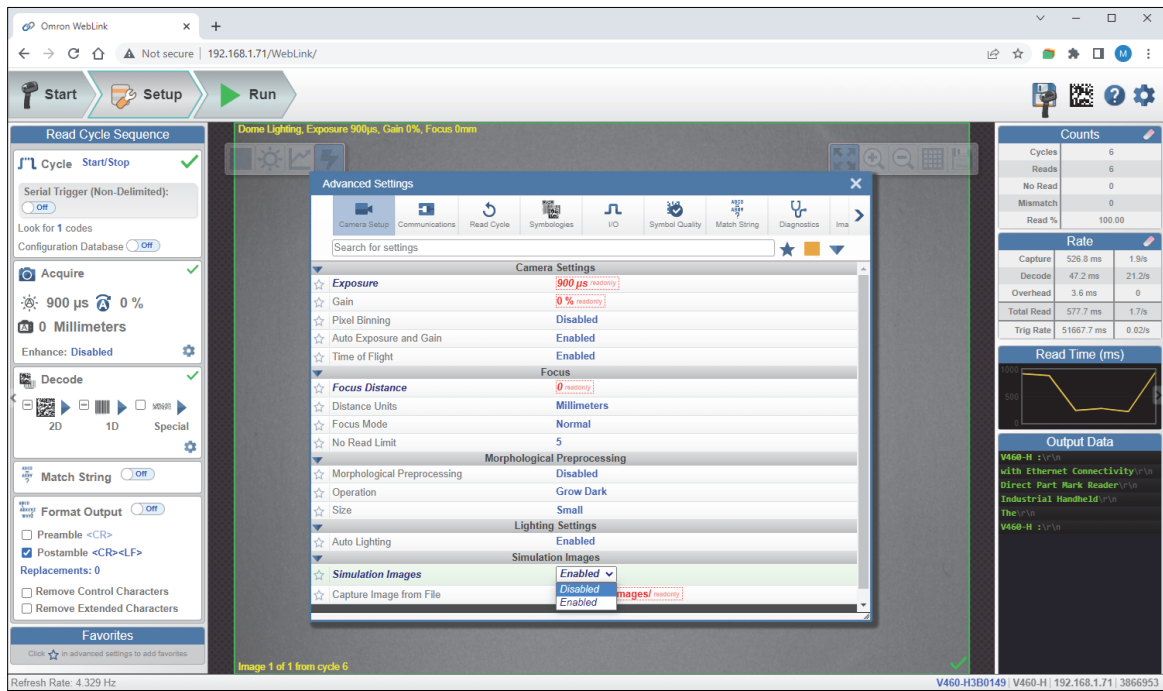 Omron WebLink
Not secure | 192.168.1.71/WebLink/
M
Start
Setup
Run
Read Cycle Sequence
Cycle Start/Stop
Serial Trigger (Non-Delimited):
Off
Look for 1 codes
Configuration Database Off
Acquire
900 µs 0 %
0 Millimeters
Enhance: Disabled
Decode
2D 1D Special
Match String Off
Format Output Off
Preamble <CR>
Postamble <CR><LF>
Replacements: 0
Remove Control Characters
Remove Extended Characters
Favorites
Click in advanced settings to add favorites
Refresh Rate: 4.329 Hz
Dome Lighting, Exposure 900µs, Gain 0%, Focus 0mm
Advanced Settings
Camera Setup Communications Read Cycle Symbologies I/O Symbol Quality Match String Diagnostics Ima
Search for settings
Camera Settings
Exposure 900 µs readonly
Gain 0 % readonly
Pixel Binning Disabled
Auto Exposure and Gain Enabled
Time of Flight Enabled
Focus
Focus Distance 0 readonly
Distance Units Millimeters
Focus Mode Normal
No Read Limit 5
Morphological Preprocessing
Morphological Preprocessing Disabled
Operation Grow Dark
Size Small
Lighting Settings
Auto Lighting Enabled
Simulation Images
Simulation Images Enabled
Disabled
Enabled
Capture Image from File mages/ readonly
Image 1 of 1 from cycle 6
Counts
Cycles 6
Reads 6
No Read 0
Mismatch 0
Read % 100.00
Rate
Capture 526.8 ms 1.9/s
Decode 47.2 ms 21.2/s
Overhead 3.6 ms 0
Total Read 577.7 ms 1.7/s
Trig Rate 51667.7 ms 0.02/s
Read Time (ms)
1000
500
0
Output Data
V460-H :\r\n
with Ethernet Connectivity\r\n
Direct Part Mark Reader\r\n
Industrial Handheld\r\n
The\r\n
V460-H :\r\n
V460-H3B0149 | V460-H | 192.168.1.71 | 3866953